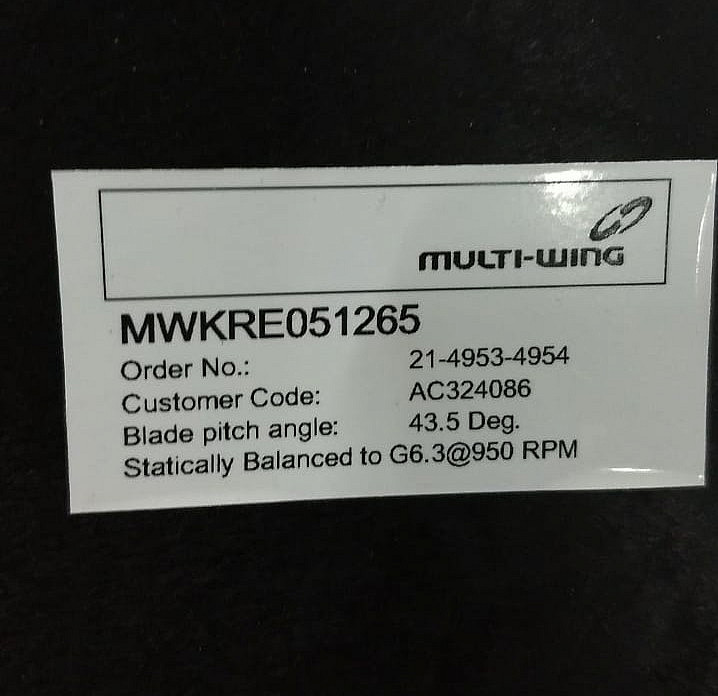 MULTI-WING
MWKRE051265
Order No.: 21-4953-4954
Customer Code: AC324086
Blade pitch angle: 43.5 Deg.
Statically Balanced to G6.3@950 RPM